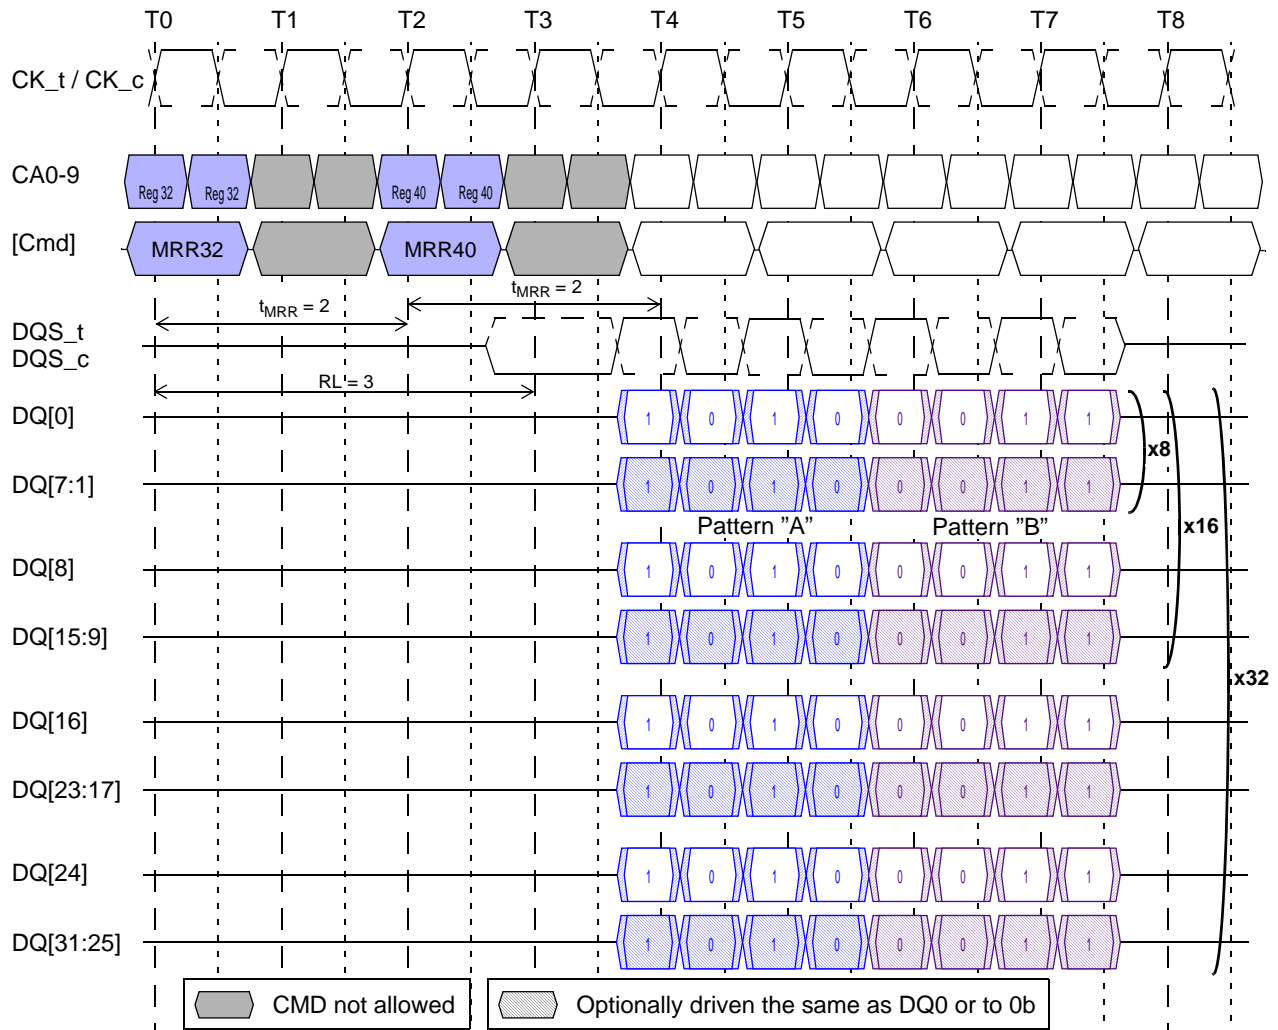 T0 T1 T2 T3 T4 T5 T6 T7 T8
CK_t / CK_c
CA0-9 Reg 32 Reg 32 Reg 40 Reg 40
[Cmd] MRR32 MRR40
tMRR = 2 tMRR = 2
DQS_t
DQS_c
RL = 3
DQ[0] 1 0 1 0 0 0 1 1
x8
DQ[7:1] 1 0 1 0 0 0 1 1
Pattern "A" Pattern "B" x16
DQ[8] 1 0 1 0 0 0 1 1
DQ[15:9] 1 0 1 0 0 0 1 1
x32
DQ[16] 1 0 1 0 0 0 1 1
DQ[23:17] 1 0 1 0 0 0 1 1
DQ[24] 1 0 1 0 0 0 1 1
DQ[31:25] 1 0 1 0 0 0 1 1
CMD not allowed Optionally driven the same as DQ0 or to 0b